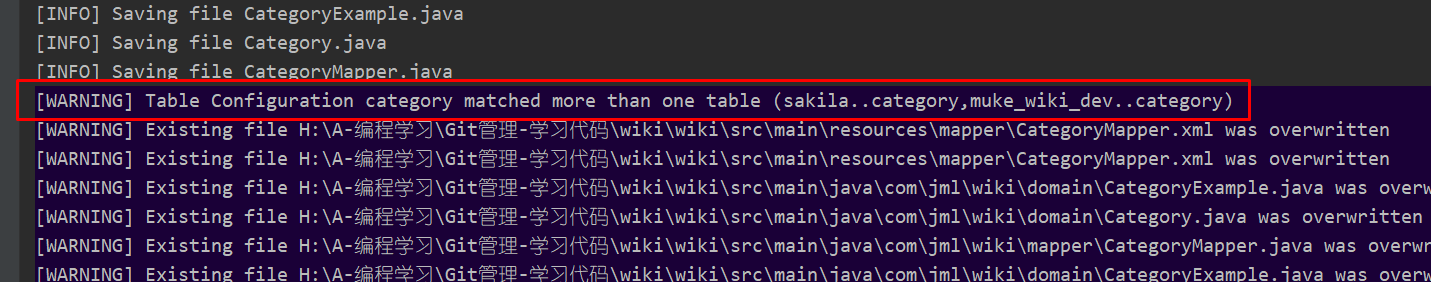 [INFO] Saving file CategoryExample.java
[INFO] Saving file Category.java
[INFO] Saving file CategoryMapper.java
[WARNING] Table Configuration category matched more than one table (sakila..category,muke_wiki_dev..category)
[WARNING] Existing file H:\A-编程学习\Git管理-学习代码\wiki\wiki\src\main\resources\mapper\CategoryMapper.xml was overwritten
[WARNING] Existing file H:\A-编程学习\Git管理-学习代码\wiki\wiki\src\main\resources\mapper\CategoryMapper.xml was overwritten
[WARNING] Existing file H:\A-编程学习\Git管理-学习代码\wiki\wiki\src\main\java\com\jml\wiki\domain\CategoryExample.java was overw
[WARNING] Existing file H:\A-编程学习\Git管理-学习代码\wiki\wiki\src\main\java\com\jml\wiki\domain\Category.java was overwritten
[WARNING] Existing file H:\A-编程学习\Git管理-学习代码\wiki\wiki\src\main\java\com\jml\wiki\mapper\CategoryMapper.java was overwr
[WARNING] Existing file H:\A-编程学习\Git管理-学习代码\wiki\wiki\src\main\java\com\jml\wiki\domain\CategoryExample.java was overw